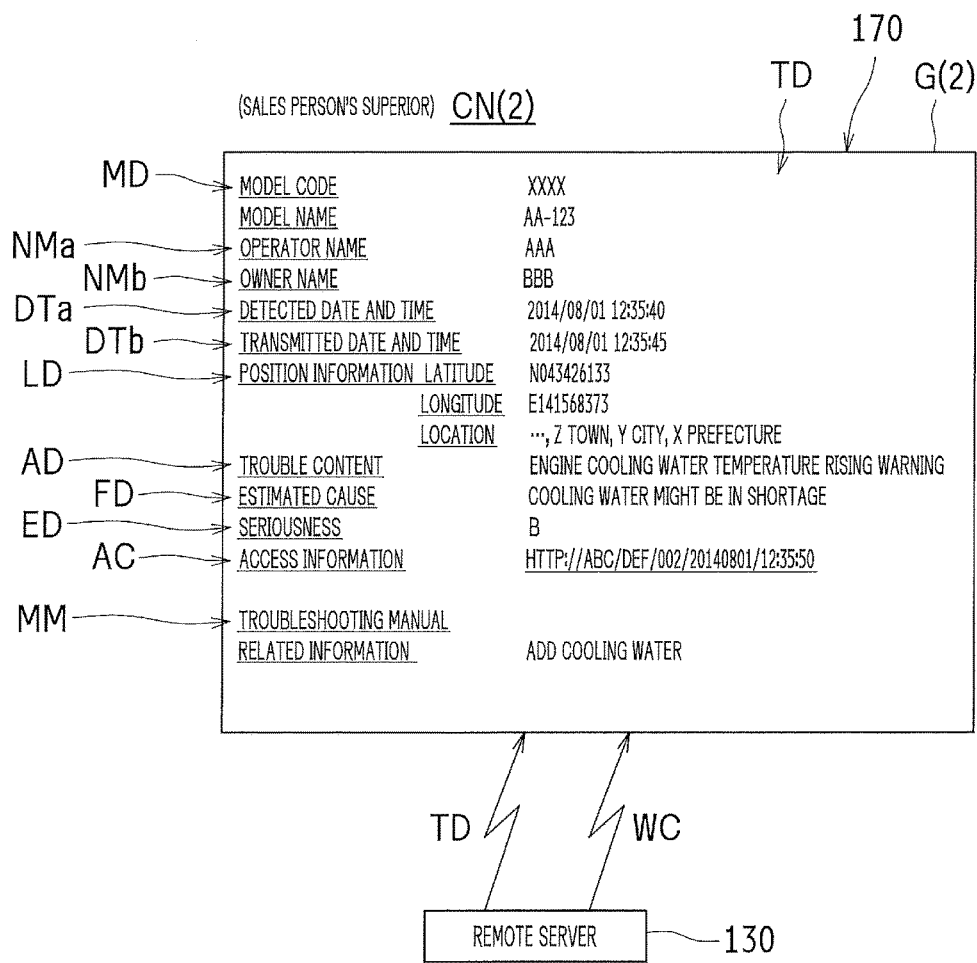 170
TD
G(2)
(SALES PERSON'S SUPERIOR) CN(2)
MD MODEL CODE XXXX
MODEL NAME AA-123
NMa OPERATOR NAME AAA
NMb OWNER NAME BBB
DTa DETECTED DATE AND TIME 2014/08/01 12:35:40
DTb TRANSMITTED DATE AND TIME 2014/08/01 12:35:45
LD POSITION INFORMATION LATITUDE N043426133
LONGITUDE E141568373
LOCATION ···, Z TOWN, Y CITY, X PREFECTURE
AD TROUBLE CONTENT ENGINE COOLING WATER TEMPERATURE RISING WARNING
FD ESTIMATED CAUSE COOLING WATER MIGHT BE IN SHORTAGE
ED SERIOUSNESS B
AC ACCESS INFORMATION HTTP://ABC/DEF/002/20140801/12:35:50
MM TROUBLESHOOTING MANUAL
RELATED INFORMATION ADD COOLING WATER
TD WC
REMOTE SERVER 130